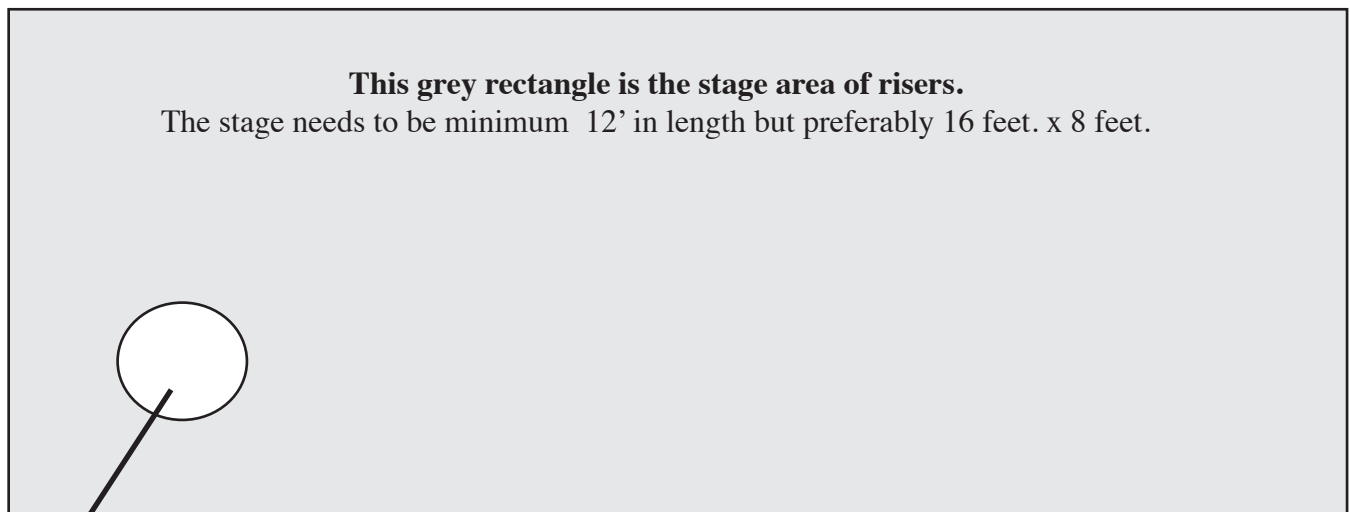 This grey rectangle is the stage area of risers.
The stage needs to be minimum  12’ in length but preferably 16 feet. x 8 feet.